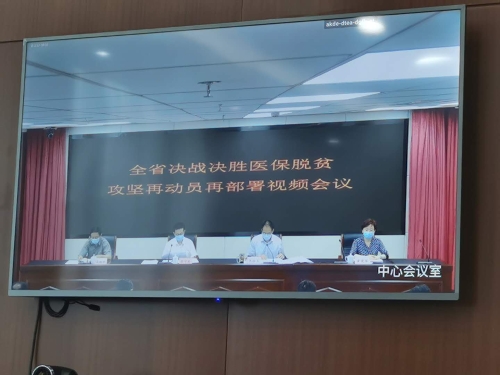 全省决战决胜医保脱贫
攻坚再动员再部署视频会议
中心会议室